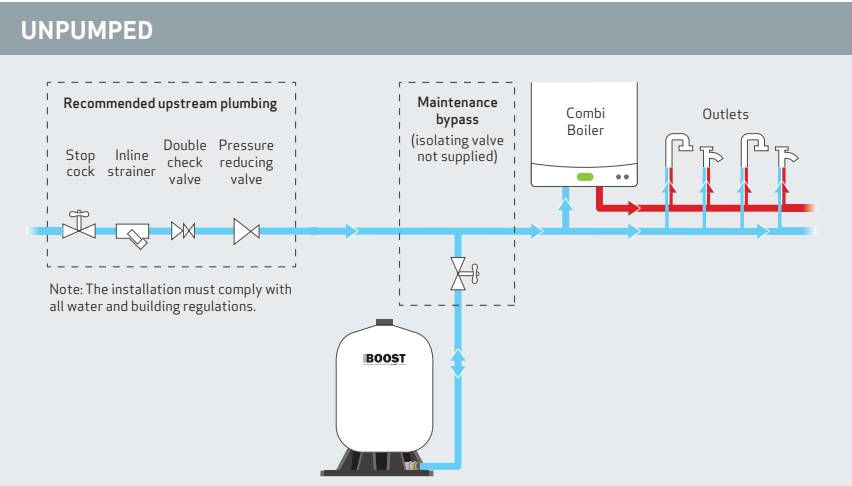 UNPUMPED
Recommended upstream plumbing
Stop
cock
Inline
strainer
Double
check
valve
Pressure
reducing
valve
Maintenance
bypass
(isolating valve
not supplied)
Combi
Boiler
Outlets
Note: The installation must comply with
all water and building regulations.
BOOST